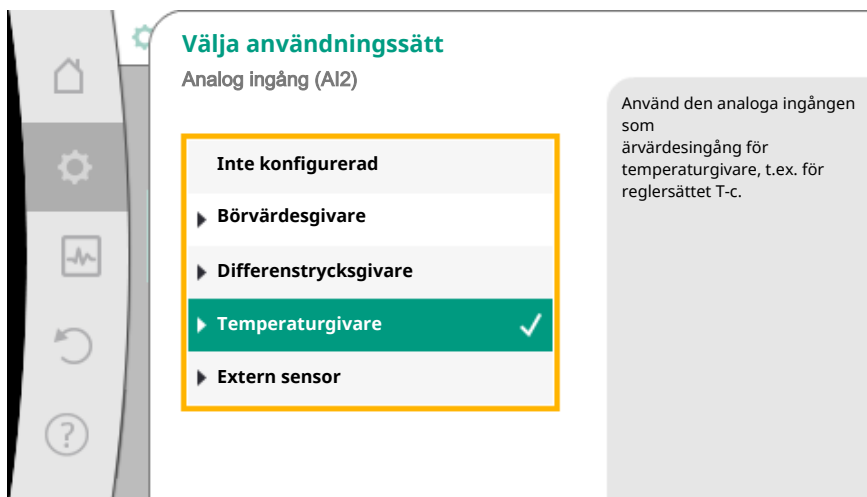 Välja användningssätt
Analog ingång (AI2)
Inte konfigurerad
Börvärdesgivare
Differenstrycksgivare
Temperaturgivare
Extern sensor
Använd den analoga ingången
som
ärvärdesingång för
temperaturgivare, t.ex. för
reglersättet T-c.
?